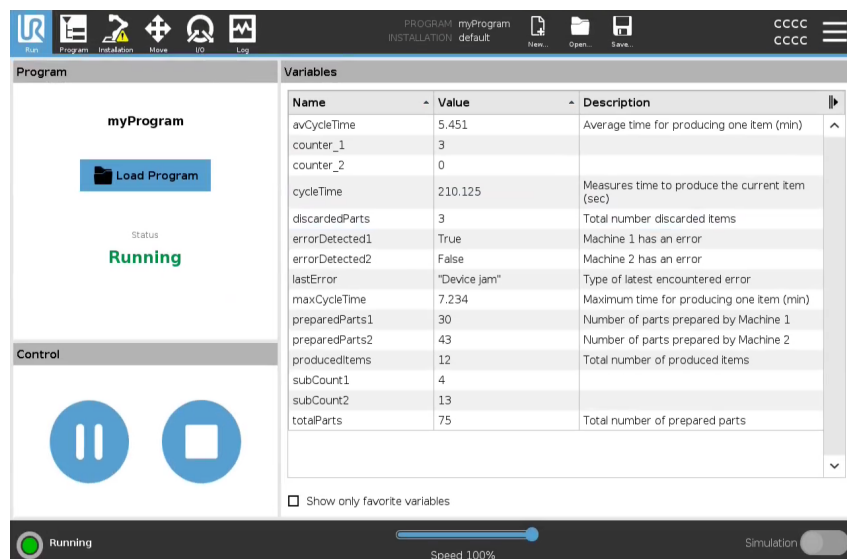 UR
PROGRAM myProgram
INSTALLATION default
CCCC
CCCC
Run Program Installation Move I/O Log New... Open... Save...
Program
myProgram
Load Program
Status
Running
Control
Variables
Name Value Description
avCycleTime 5.451 Average time for producing one item (min)
counter_1 3
counter_2 0
cycleTime 210.125 Measures time to produce the current item
(sec)
discardedParts 3 Total number discarded items
errorDetected1 True Machine 1 has an error
errorDetected2 False Machine 2 has an error
lastError "Device jam" Type of latest encountered error
maxCycleTime 7.234 Maximum time for producing one item (min)
preparedParts1 30 Number of parts prepared by Machine 1
preparedParts2 43 Number of parts prepared by Machine 2
producedItems 12 Total number of produced items
subCount1 4
subCount2 13
totalParts 75 Total number of prepared parts
Show only favorite variables
Running
Speed 100%
Simulation